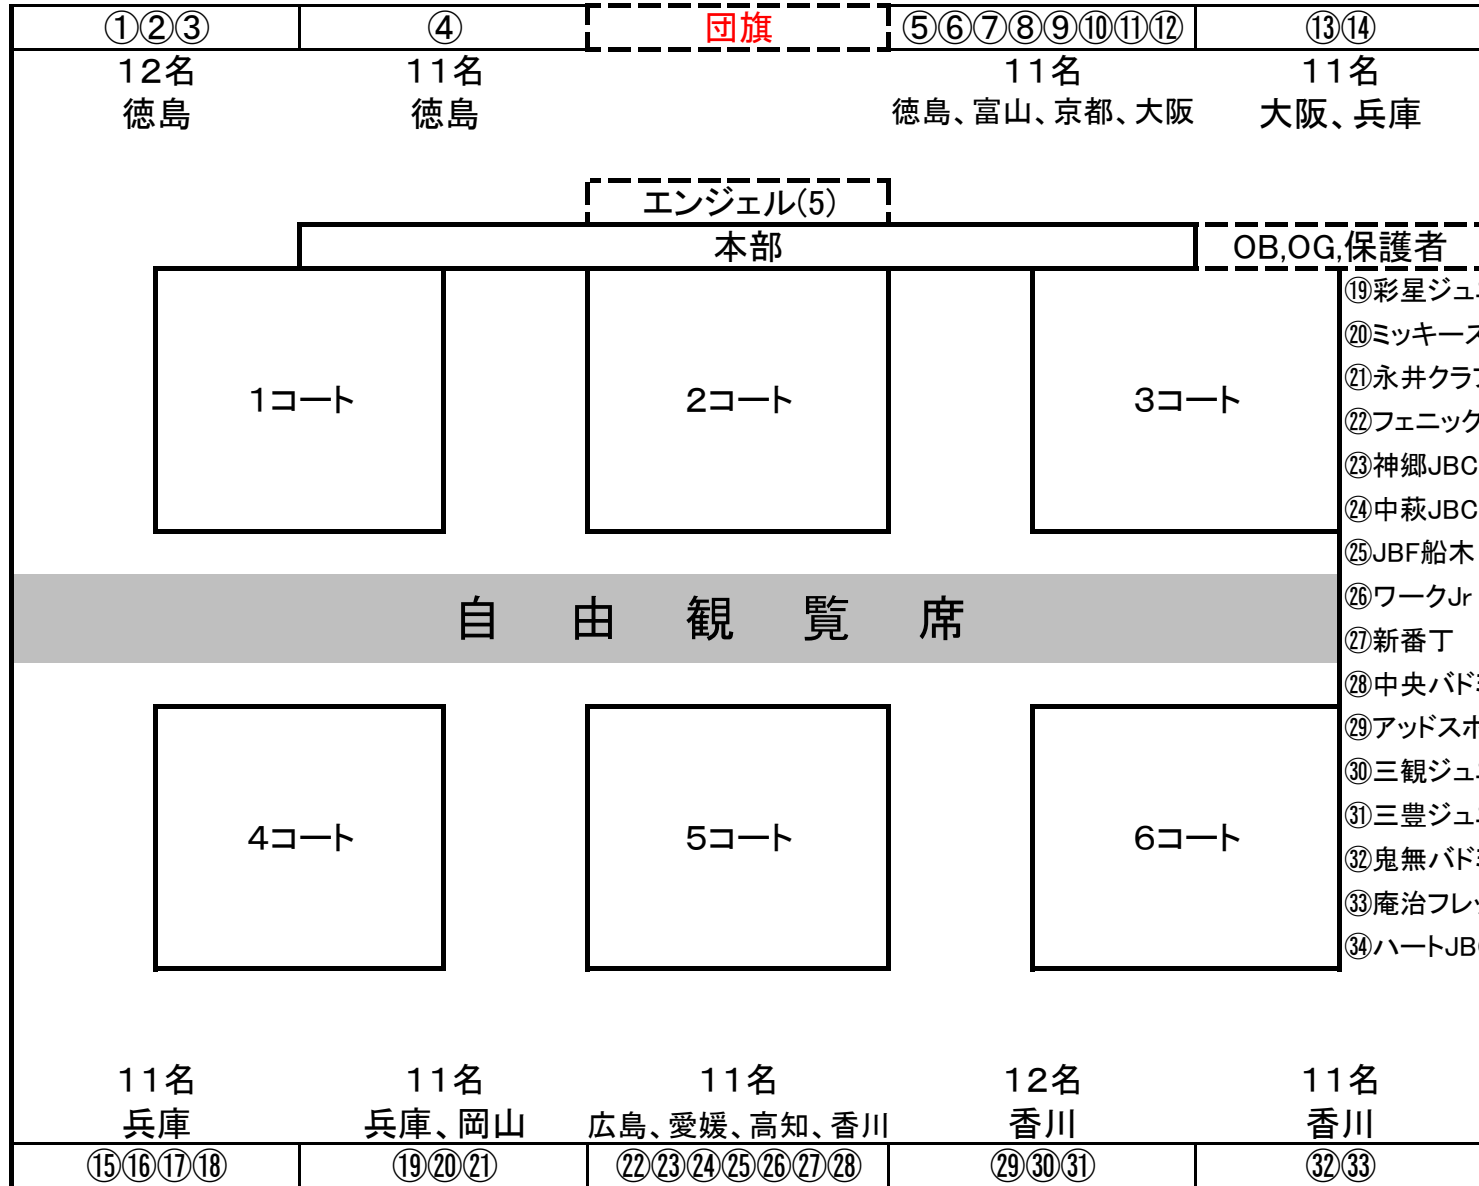 ①②③ ④ 団旗 ⑤⑥⑦⑧⑨⑩⑪⑫ ⑬⑭
12名 11名 11名 11名
徳島 徳島 徳島、富山、京都、大阪 大阪、兵庫
エンジェル(5)
本部 OB,OG,保護者
⑲彩星ジュ
⑳ミッキー
㉑永井クラ
㉒フェニック
1コート 2コート 3コート
㉓神郷JBC
㉔中萩JBC
㉕JBF船木
㉖ワークJr
自由観覧席
㉗新番丁
㉘中央バド
㉙アッドス
㉚三観ジュ
㉛三豊ジュ
4コート 5コート 6コート
㉜鬼無バド
㉝庵治フレ
㉞ハートJB
11名 11名 11名 12名 11名
兵庫 兵庫、岡山 広島、愛媛、高知、香川 香川 香川
⑮⑯⑰⑱ ⑲⑳㉑ ㉒㉓㉔㉕㉖㉗㉘ ㉙㉚㉛ ㉜㉝